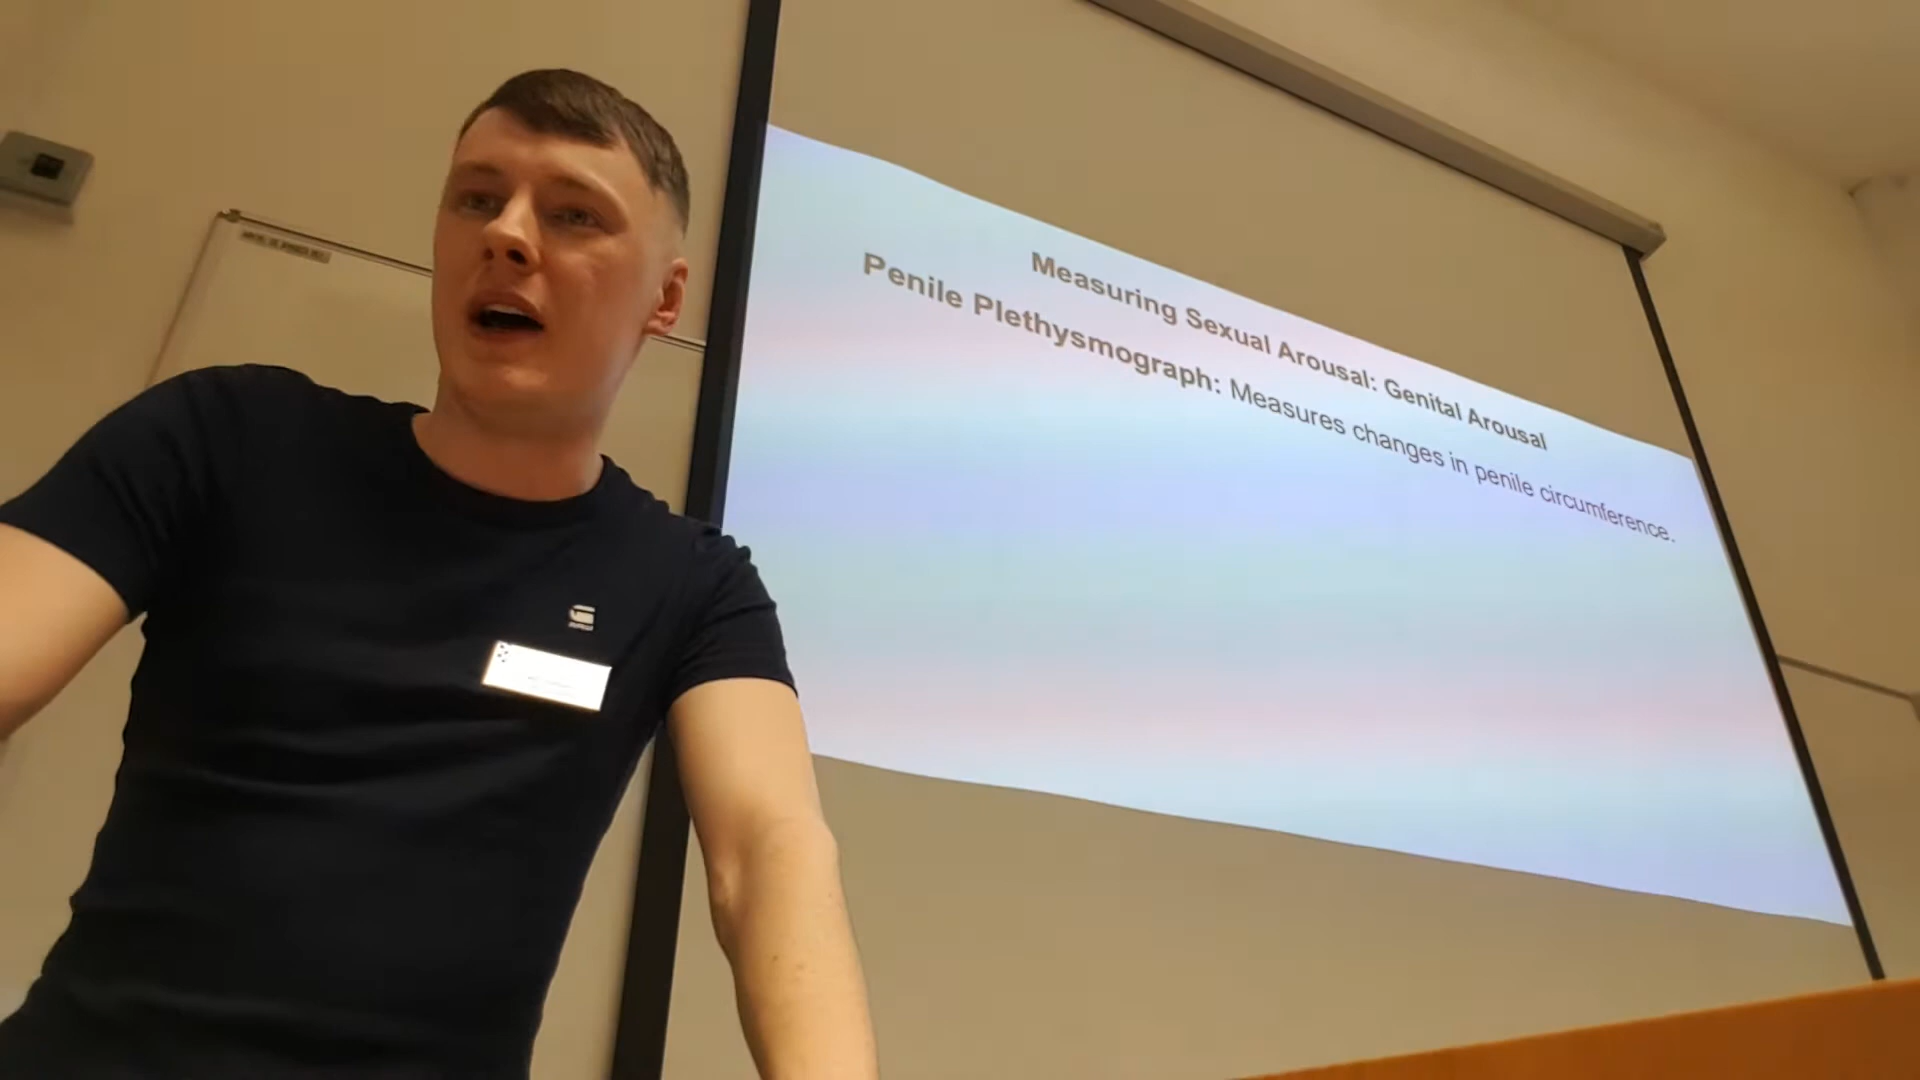 Measuring Sexual Arousal: Genital Arousal
Penile Plethysmograph: Measures changes in penile circumference.